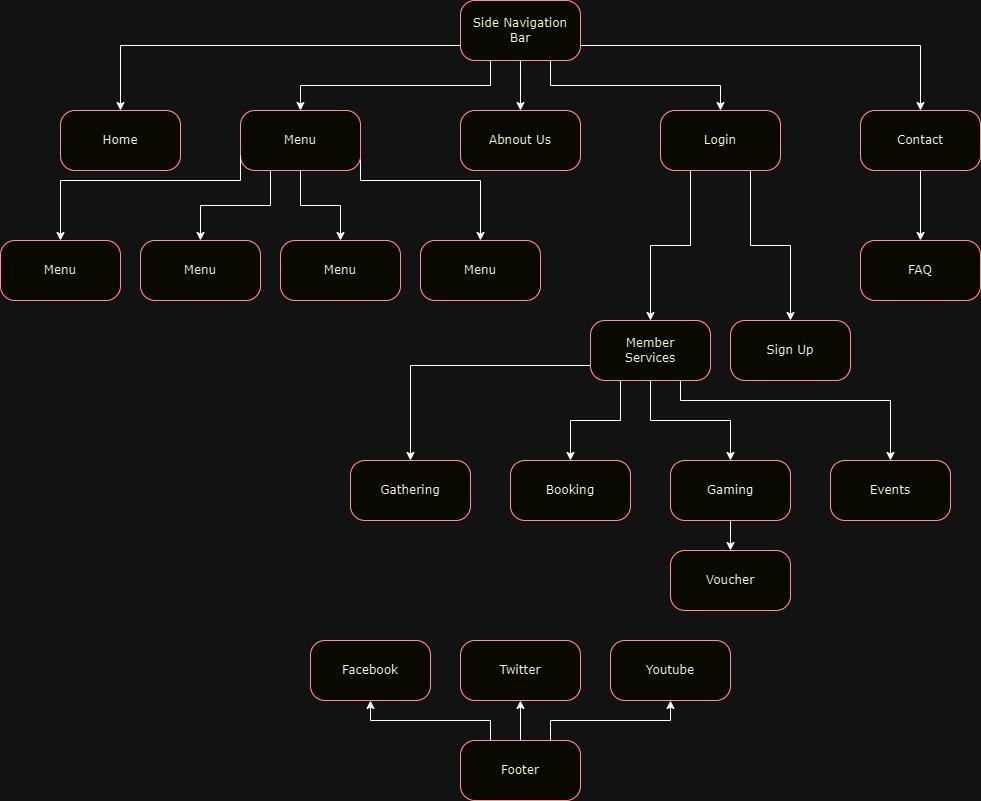 Side Navigation
Bar
Home
Menu
Abnout Us
Login
Contact
Menu
Menu
Menu
Menu
FAQ
Member
Services
Sign Up
Gathering
Booking
Gaming
Events
Voucher
Facebook
Twitter
Youtube
Footer